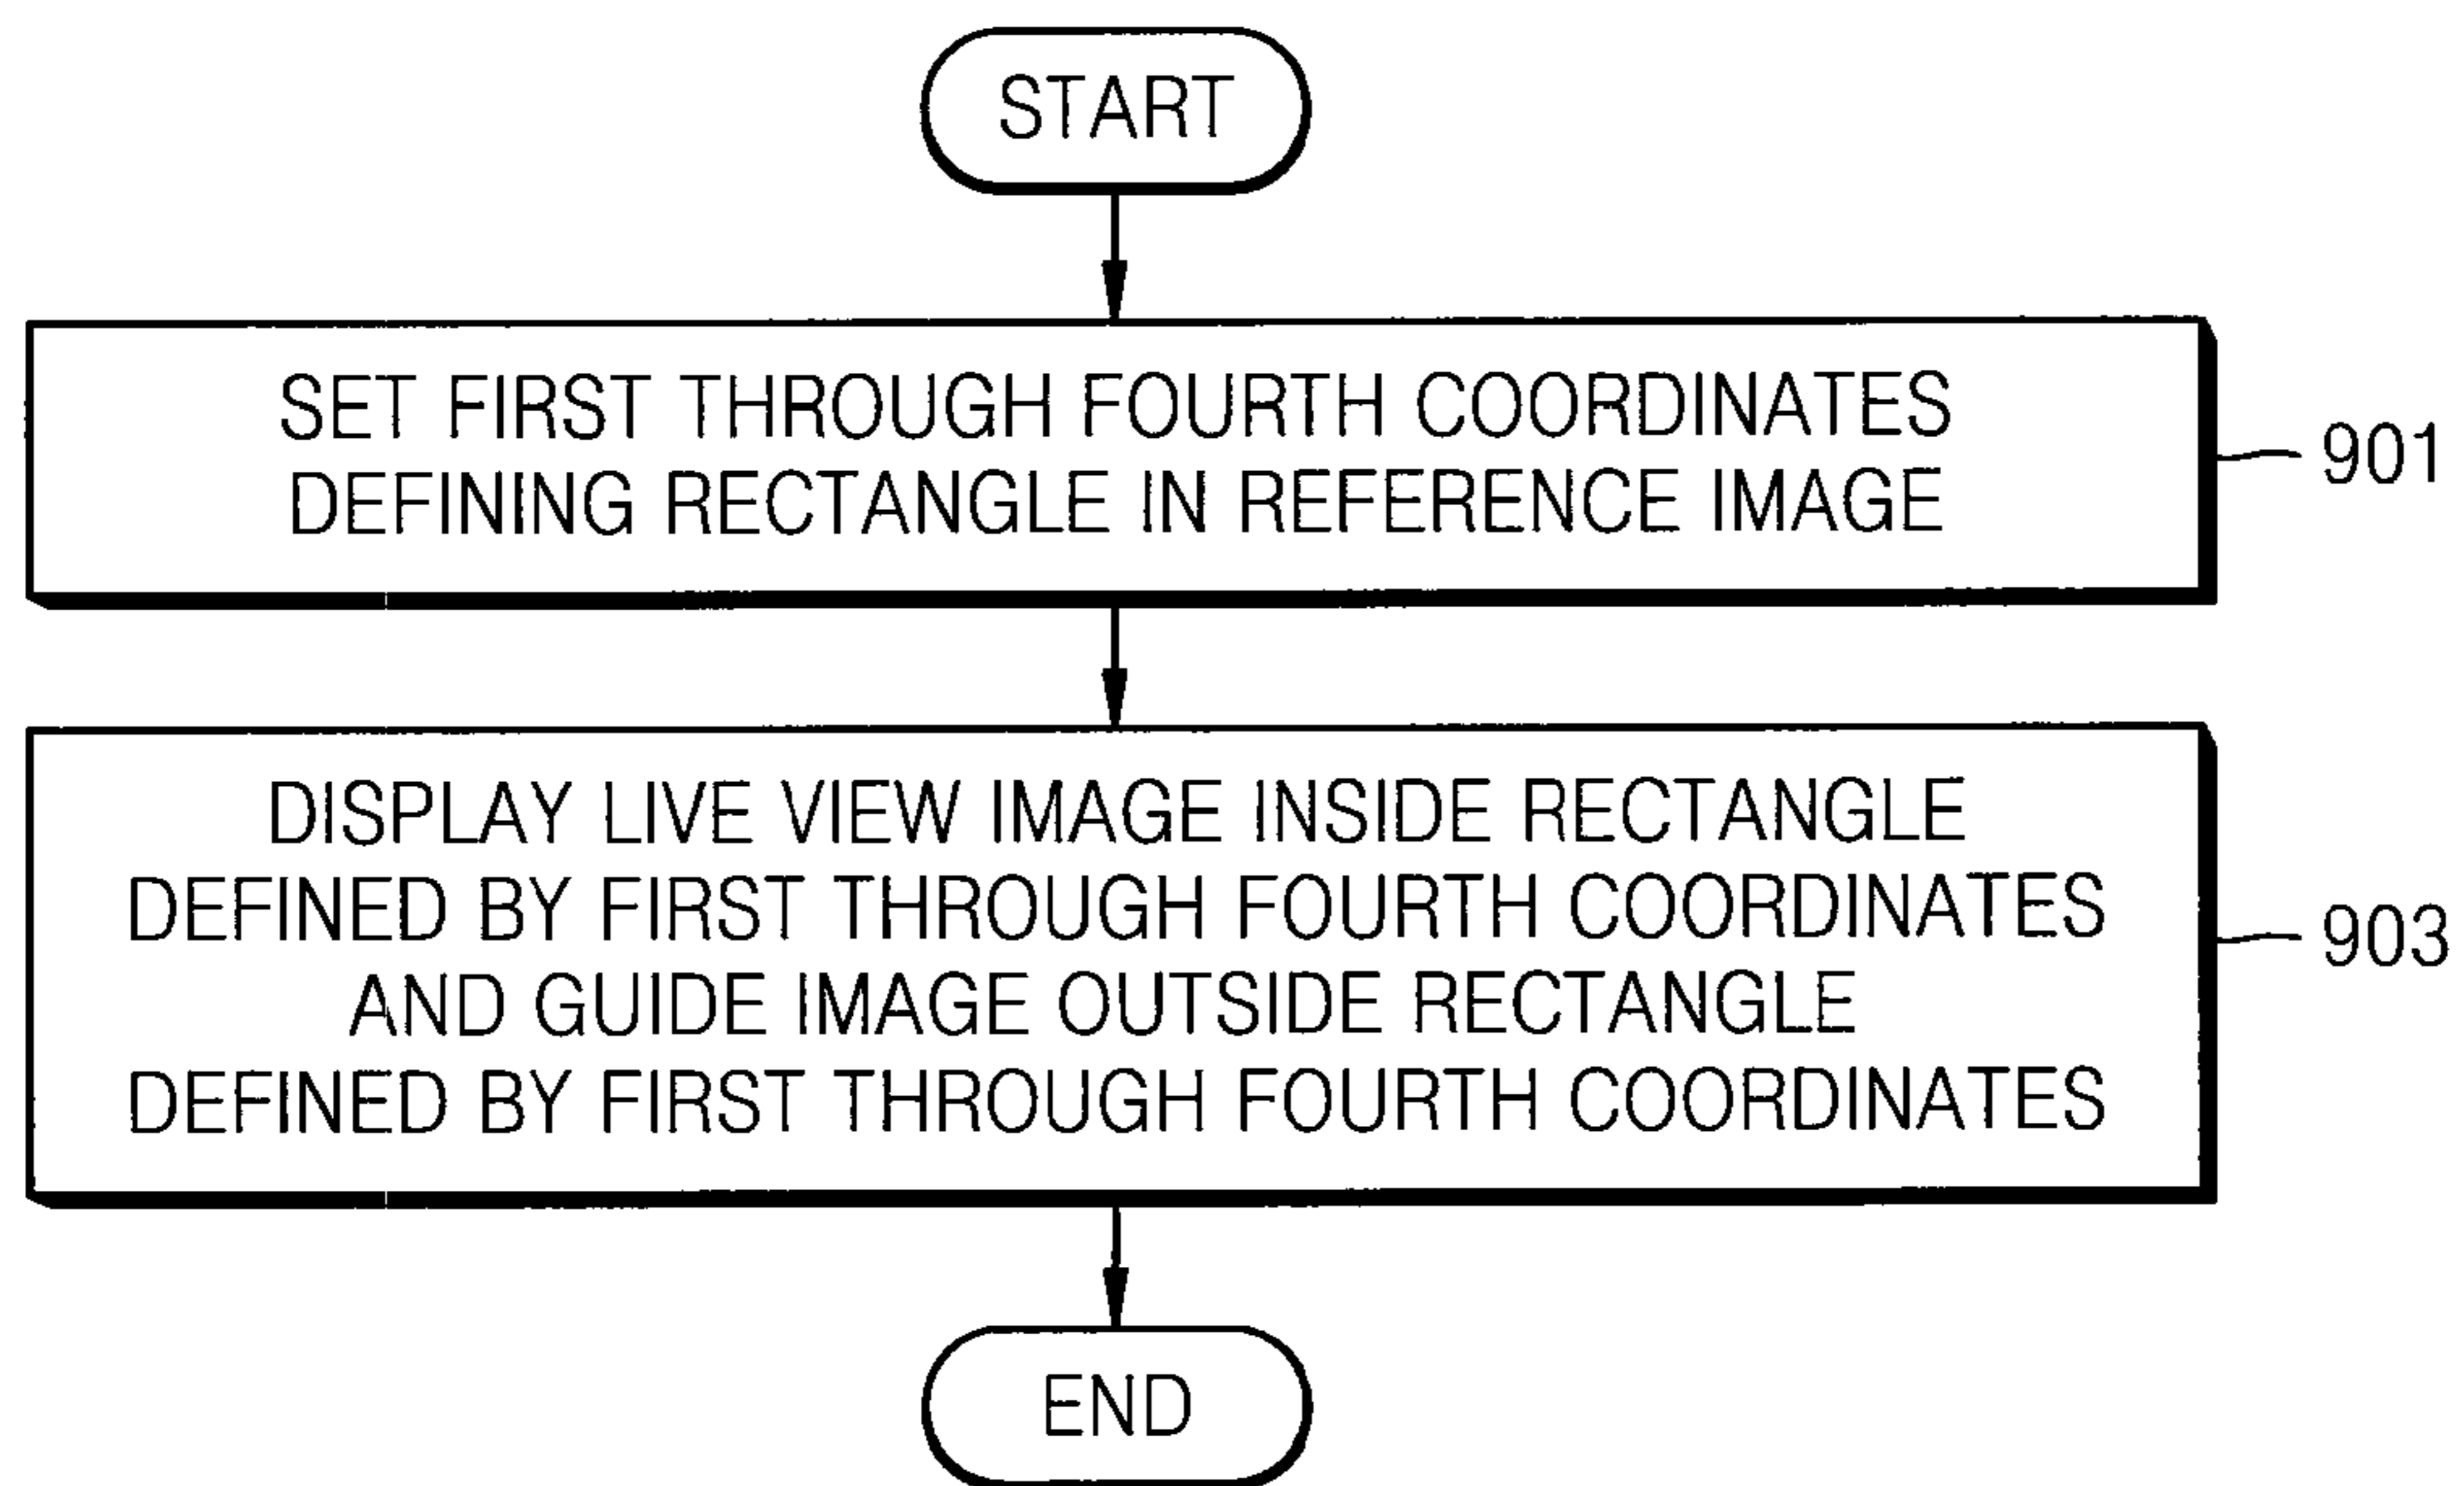 START
SET FIRST THROUGH FOURTH COORDINATES
DEFINING RECTANGLE IN REFERENCE IMAGE
901
DISPLAY LIVE VIEW IMAGE INSIDE RECTANGLE
DEFINED BY FIRST THROUGH FOURTH COORDINATES
AND GUIDE IMAGE OUTSIDE RECTANGLE
DEFINED BY FIRST THROUGH FOURTH COORDINATES
903
END